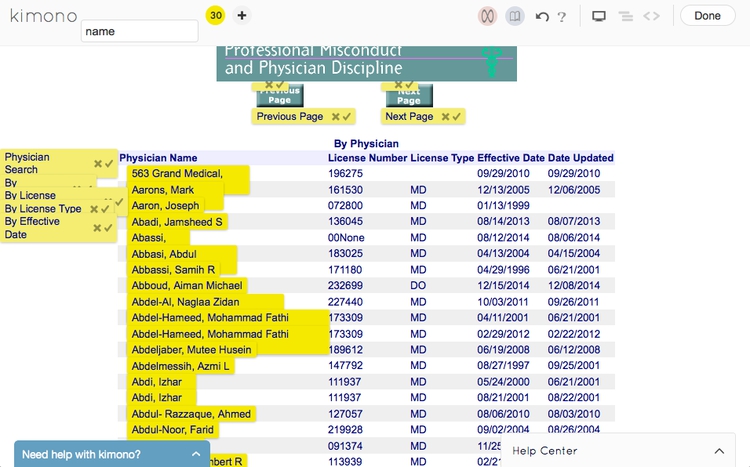 kimono
name
30
+
?
< >
Done
Professional Misconduct
and Physician Discipline
Previous
Page
Next
Page
Previous Page
Next Page
By Physician
Physician
Search
By
By License
By License Type
By Effective
Date
Physician Name License Number License Type Effective Date Date Updated
563 Grand Medical, 196275 09/29/2010 09/29/2010
Aarons, Mark 161530 MD 12/13/2005 12/06/2005
Aaron, Joseph 072800 MD 01/13/1999
Abadi, Jamsheed S 136045 MD 08/14/2013 08/07/2013
Abassi, 00None MD 08/12/2014 08/06/2014
Abbasi, Abdul 183025 MD 04/13/2004 04/15/2004
Abbassi, Samih R 171180 MD 04/29/1996 06/21/2001
Abboud, Aiman Michael 232699 DO 12/15/2014 12/08/2014
Abdel-Al, Naglaa Zidan 227440 MD 10/03/2011 09/26/2011
Abdel-Hameed, Mohammad Fathi 173309 MD 04/11/2001 06/21/2001
Abdel-Hameed, Mohammad Fathi 173309 MD 02/29/2012 02/22/2012
Abdeljaber, Mutee Husein 189612 MD 06/19/2008 06/12/2008
Abdelmessih, Azmi L 147792 MD 08/27/1997 09/25/2001
Abdi, Izhar 111937 MD 05/24/2000 06/21/2001
Abdi, Izhar 111937 MD 08/21/2001 08/22/2001
Abdul- Razzaque, Ahmed 127057 MD 08/06/2010 08/03/2010
Abdul-Noor, Farid 219928 MD 09/02/2004 08/26/2004
091374 MD 11/25
mbert R 113939 MD 02/21
Need help with kimono?
Help Center